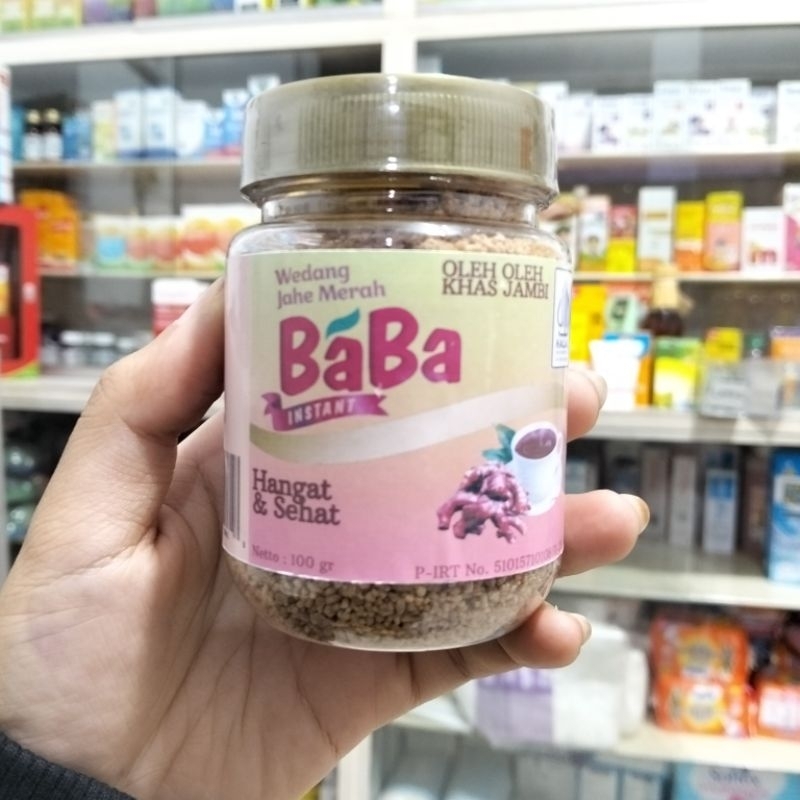 Wedang
Jahe Merah
OLEH OLEH
KHAS JAMBI
BaBa
INSTANT
Hangat
& Sehat
Netto : 100 gr
P-IRT No.